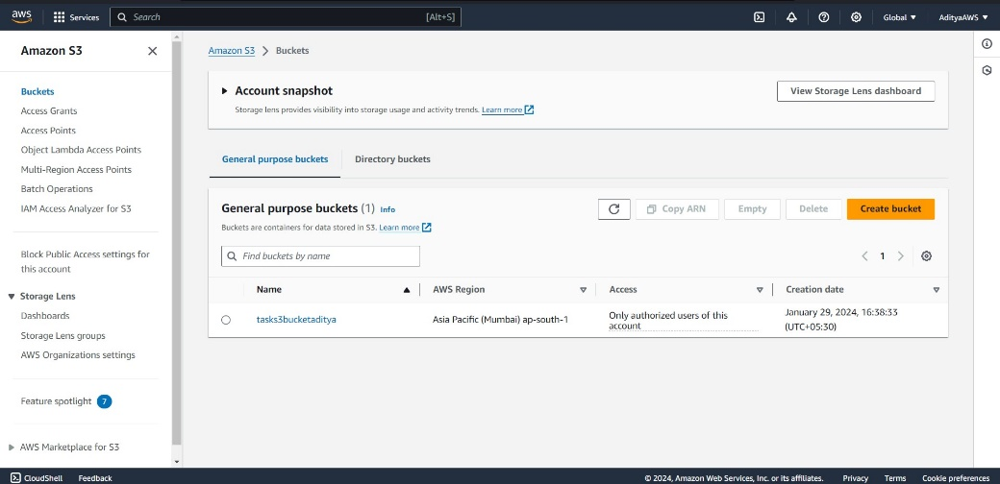 aws
Services
Search
[Alt+S]
Global
AdityaAWS
Amazon S3
Buckets
Access Grants
Access Points
Object Lambda Access Points
Multi-Region Access Points
Batch Operations
IAM Access Analyzer for S3
Block Public Access settings for
this account
Storage Lens
Dashboards
Storage Lens groups
AWS Organizations settings
Feature spotlight 7
AWS Marketplace for S3
Amazon S3 > Buckets
Account snapshot
Storage lens provides visibility into storage usage and activity trends. Learn more
View Storage Lens dashboard
General purpose buckets
Directory buckets
General purpose buckets (1) Info
Buckets are containers for data stored in S3. Learn more
Copy ARN
Empty
Delete
Create bucket
Find buckets by name
1
Name
AWS Region
Access
Creation date
tasks3bucketaditya
Asia Pacific (Mumbai) ap-south-1
Only authorized users of this
account
January 29, 2024, 16:38:33
(UTC+05:30)
CloudShell
Feedback
© 2024, Amazon Web Services, Inc. or its affiliates.
Privacy
Terms
Cookie preferences